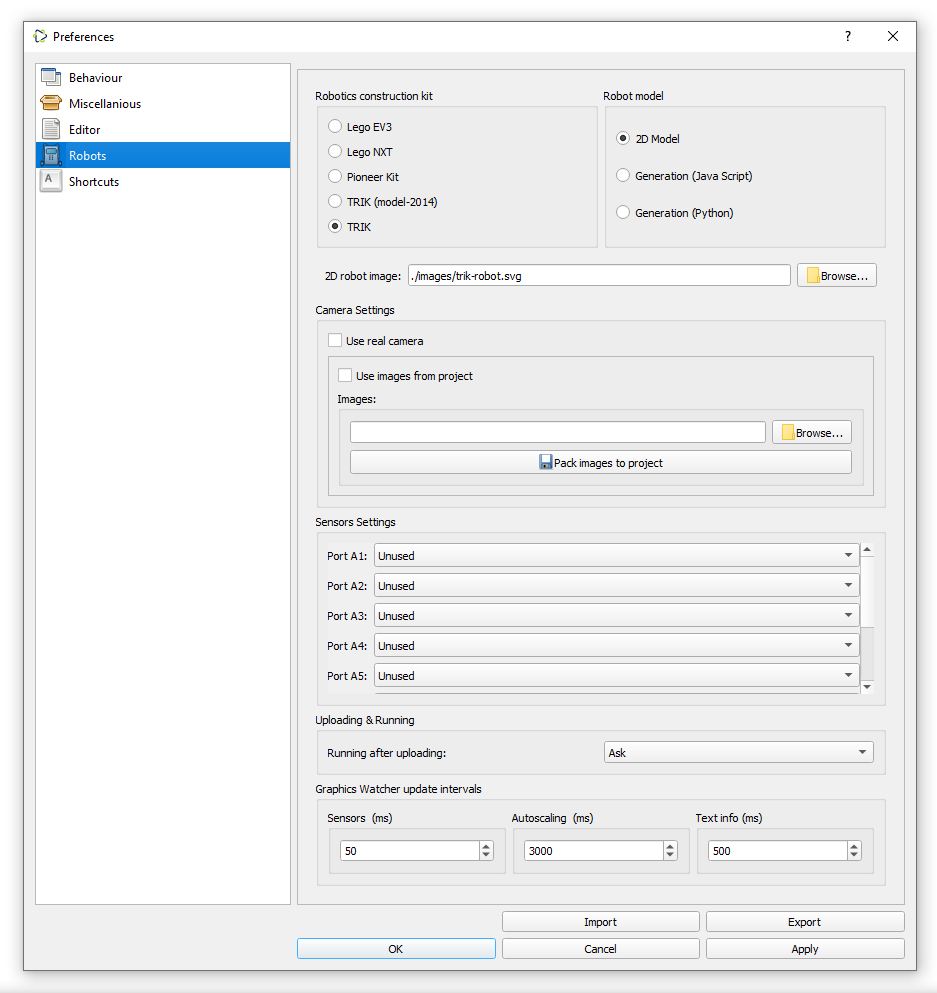 Preferences
?
Behaviour
Miscellanious
Editor
Robots
A
Shortcuts
Robotics construction kit
Lego EV3
Lego NXT
Pioneer Kit
TRIK (model-2014)
TRIK
Robot model
2D Model
Generation (Java Script)
Generation (Python)
2D robot image: ./images/trik-robot.svg Browse...
Camera Settings
Use real camera
Use images from project
Images:
Browse...
Pack images to project
Sensors Settings
Port A1: Unused
Port A2: Unused
Port A3: Unused
Port A4: Unused
Port A5: Unused
Uploading & Running
Running after uploading: Ask
Graphics Watcher update intervals
Sensors (ms) Autoscaling (ms) Text info (ms)
50 3000 500
Import Export
OK Cancel Apply